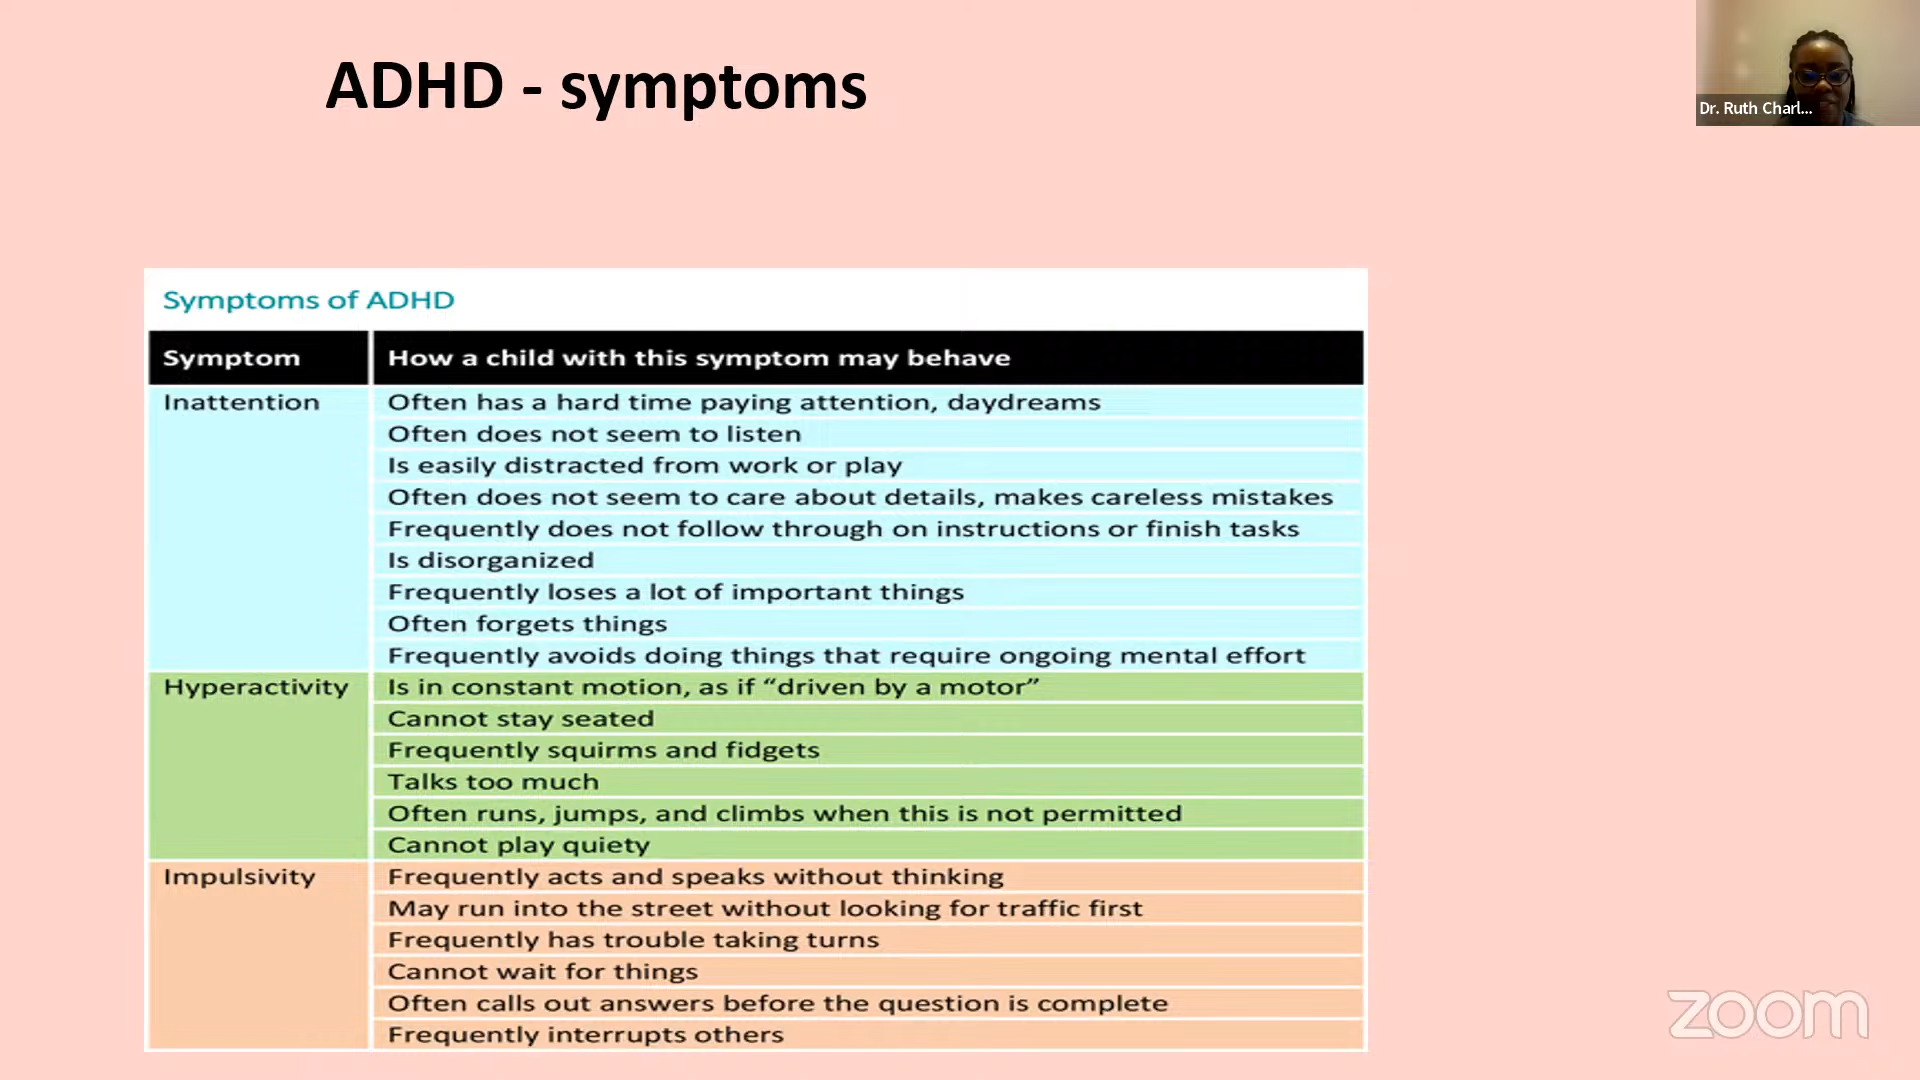 ADHD - symptoms
Dr. Ruth Charl...
Symptoms of ADHD
Symptom How a child with this symptom may behave
Inattention Often has a hard time paying attention, daydreams
Often does not seem to listen
Is easily distracted from work or play
Often does not seem to care about details, makes careless mistakes
Frequently does not follow through on instructions or finish tasks
Is disorganized
Frequently loses a lot of important things
Often forgets things
Frequently avoids doing things that require ongoing mental effort
Hyperactivity Is in constant motion, as if “driven by a motor”
Cannot stay seated
Frequently squirms and fidgets
Talks too much
Often runs, jumps, and climbs when this is not permitted
Cannot play quiety
Impulsivity Frequently acts and speaks without thinking
May run into the street without looking for traffic first
Frequently has trouble taking turns
Cannot wait for things
Often calls out answers before the question is complete
Frequently interrupts others
zoom